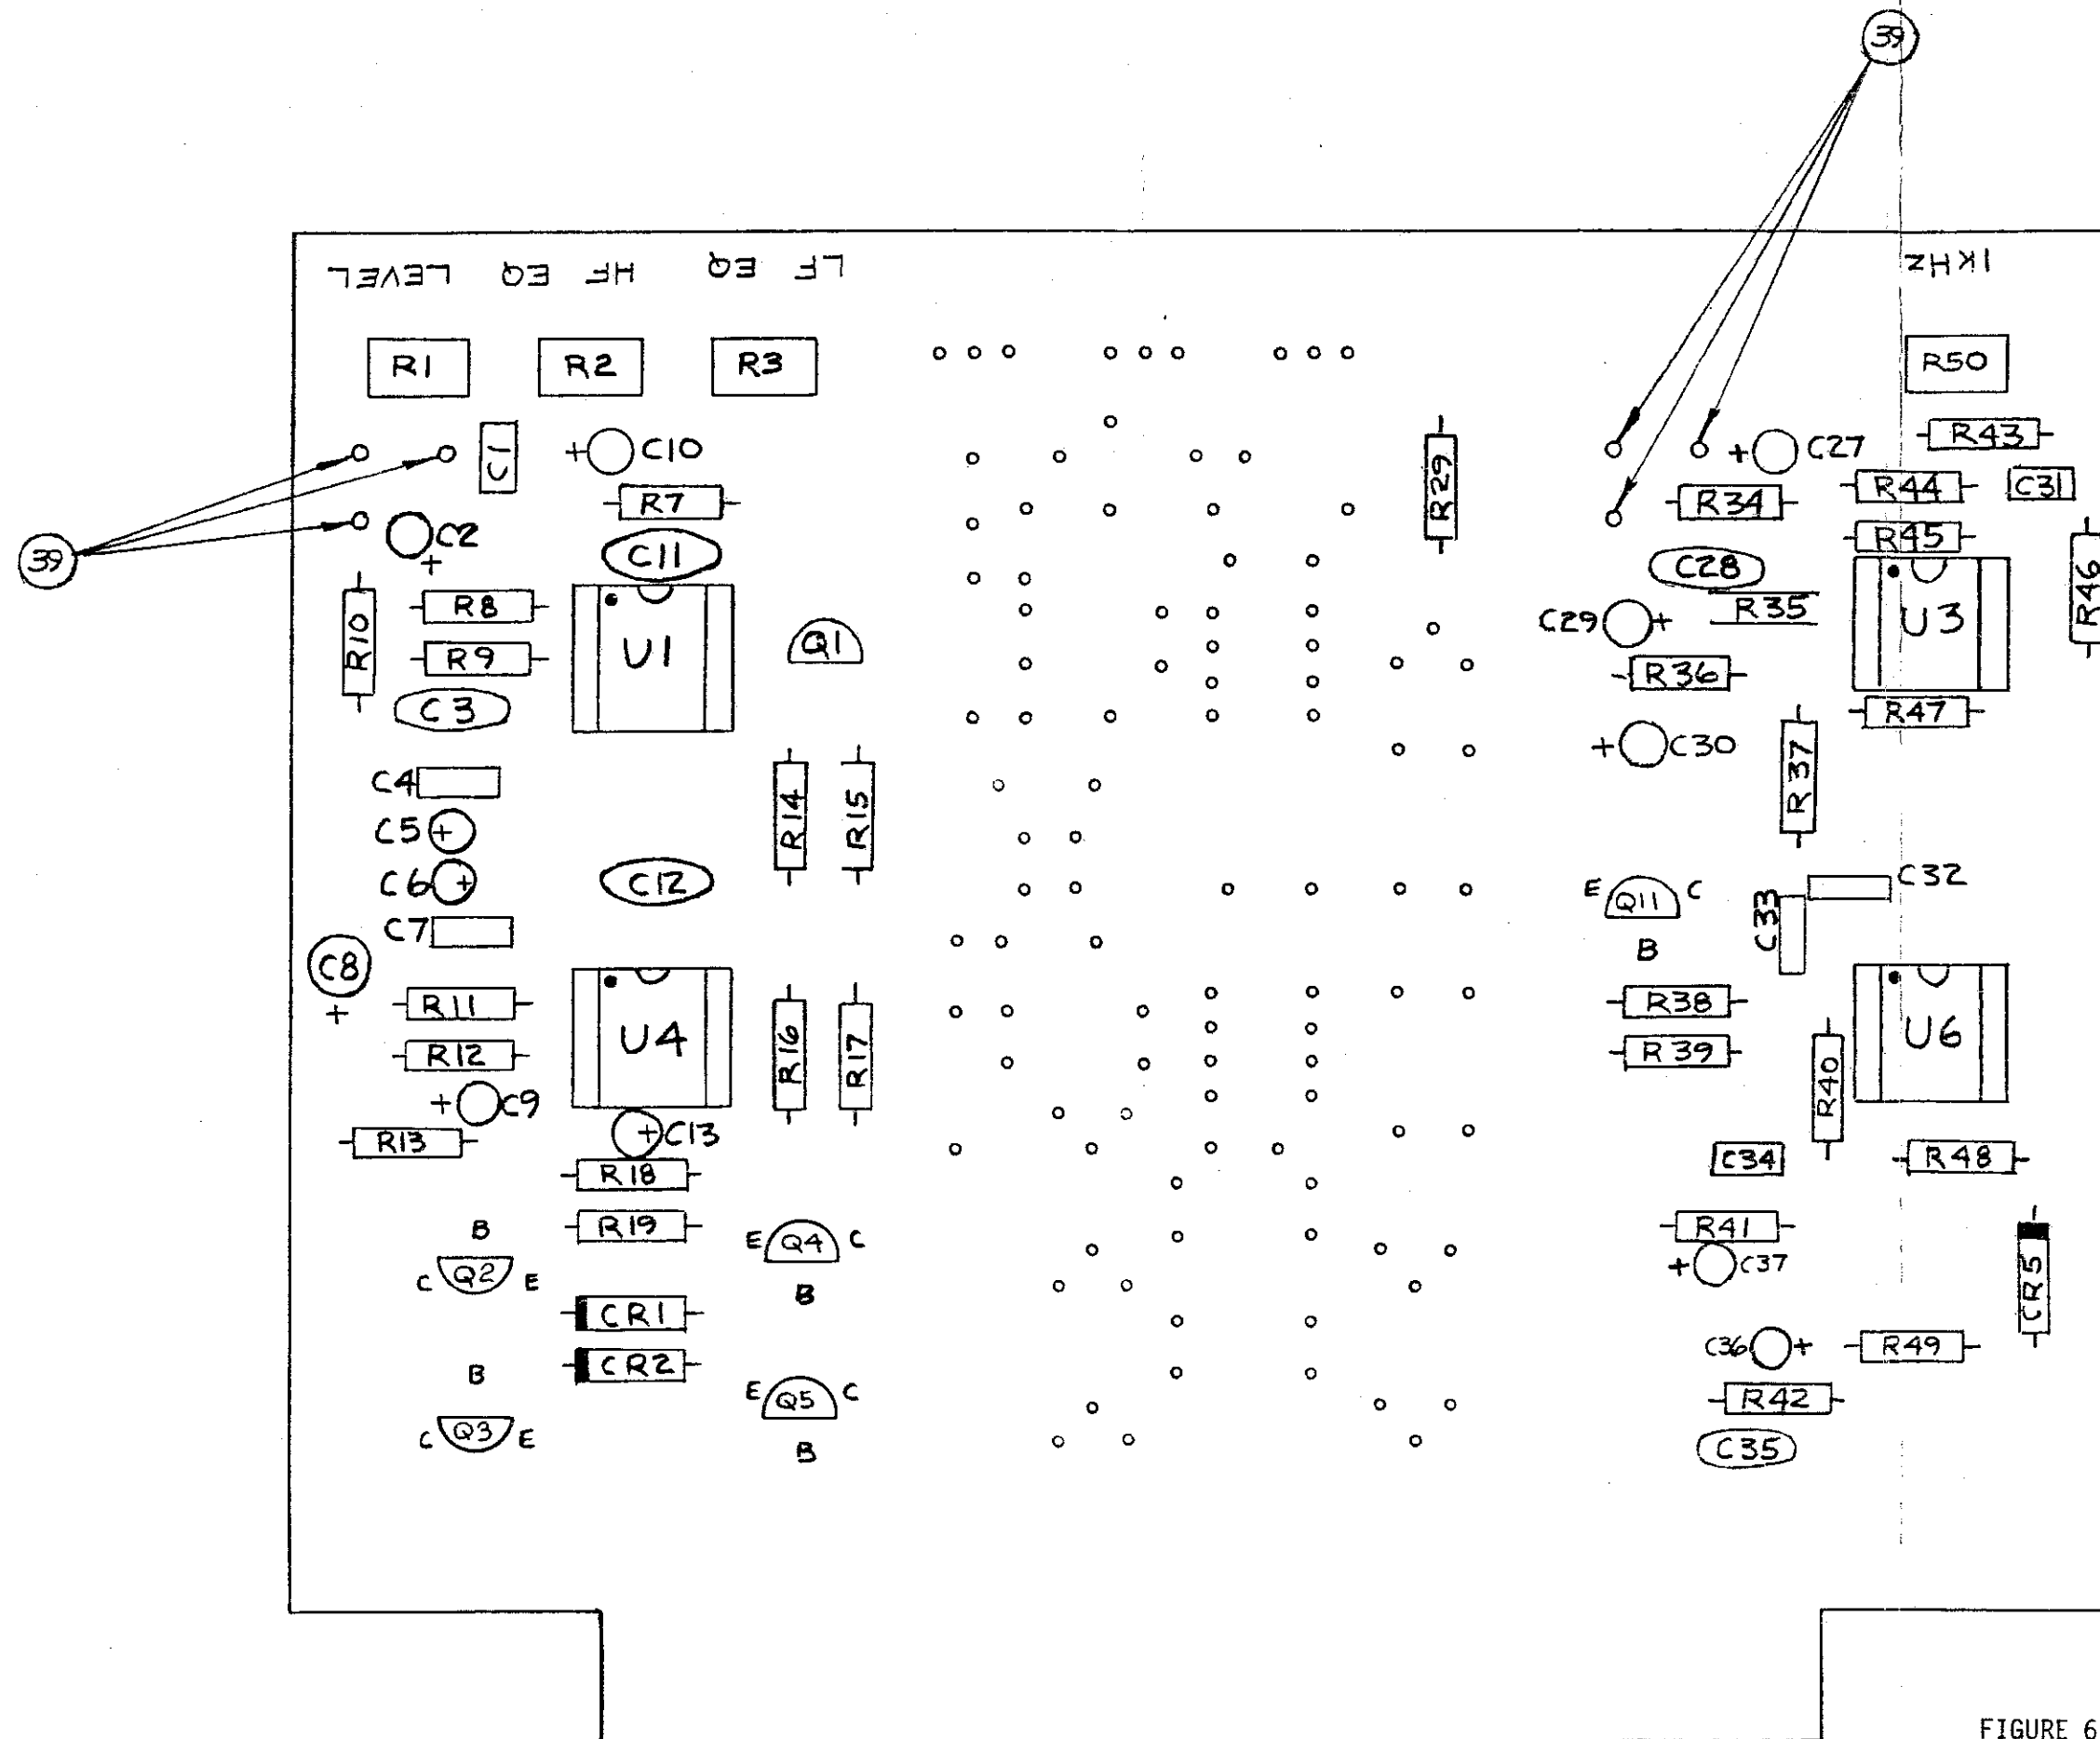 39
LEVEL HF EQ LF EQ 1KHZ
R1 R2 R3 R50
C1 + C10 R29 + C27 R43
R7 R34 R44 C31
39 C2 + C11 R45 R46
C28
R10 R8 U1 Q1 C29 + R35 U3
R9 R36
C3 R47
+ C30 R37
C4 R14 R15
C5 +
C6 + C12 E Q11 C C32
C7 B C33
C8 +
R11 U4 R16 R17 R38 U6
R12 R39 R40
+ C9
R13 + C13 C34 R48
R18
B R19 E Q4 C R41
C Q2 E B + C37 CR5
CR1
CR2 C36 + R49
B E Q5 C R42
C Q3 E B C35
FIGURE 6